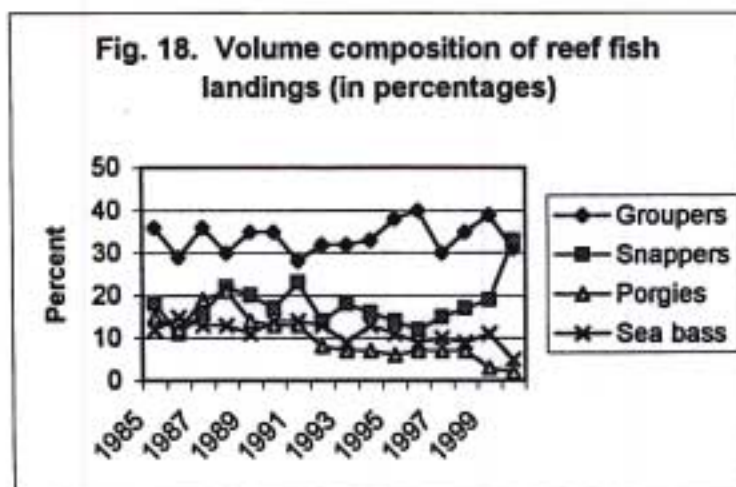 Fig. 18. Volume composition of reef fish
landings (in percentages)
50
40
30
20
10
0
Percent
1985
1987
1989
1991
1993
1995
1997
1999
Groupers
Snappers
Porgies
Sea bass